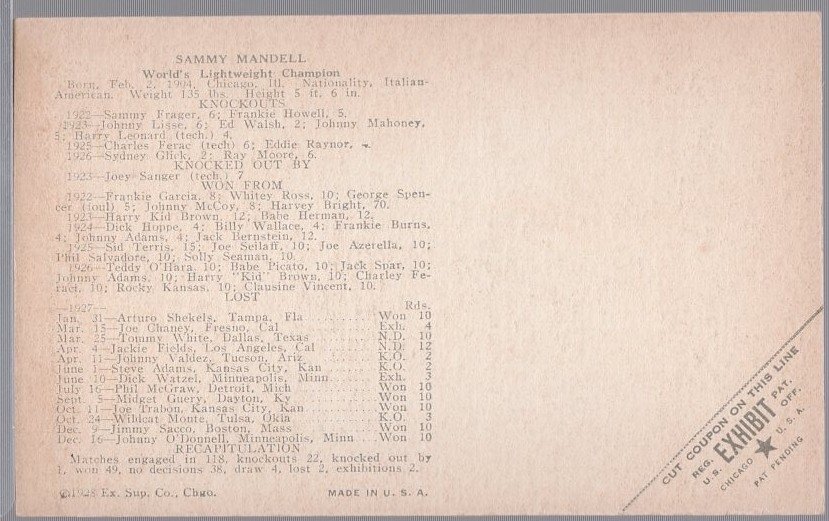 SAMMY MANDELL
World's Lightweight Champion
Born, Feb. 2, 1904, Chicago, Ill. Nationality, Italian-
American. Weight 135 lbs. Height 5 ft. 6 in.
KNOCKOUTS
1922—Sammy Frager, 6; Frankie Howell, 5.
1923—Johnny Lisse, 6; Ed Walsh, 2; Johnny Mahoney,
5; Harry Leonard (tech.) 4.
1925—Charles Ferac (tech) 6; Eddie Raynor,
1926—Sydney Glick, 2; Ray Moore, 6.
KNOCKED OUT BY
1923—Joey Sanger (tech.) 7
WON FROM
1922—Frankie Garcia, 8; Whitey Ross, 10; George Spen-
cer (foul) 5; Johnny McCoy, 8; Harvey Bright, 70.
1923—Harry Kid Brown, 12; Babe Herman, 12.
1924—Dick Hoppe, 4; Billy Wallace, 4; Frankie Burns,
4; Johnny Adams, 4; Jack Bernstein, 12.
1925—Sid Terris, 15; Joe Seilaff, 10; Joe Azerella, 10;
Phil Salvadore, 10; Solly Seaman, 10.
1926—Teddy O'Hara, 10; Babe Picato, 10; Jack Spar, 10;
Johnny Adams, 10; Harry "Kid" Brown, 10; Charley Fe-
raci, 10; Rocky Kansas, 10; Clausine Vincent, 10.
LOST
—1927— Rds.
Jan. 31—Arturo Shekels, Tampa, Fla .......... Won 10
Mar. 15—Joe Chaney, Fresno, Cal .......... Exh. 4
Mar. 25—Tommy White, Dallas, Texas .......... N.D. 10
Apr. 4—Jackie Fields, Los Angeles, Cal .......... N.D. 12
Apr. 11—Johnny Valdez, Tucson, Ariz .......... K.O. 2
June 1—Steve Adams, Kansas City, Kan .......... K.O. 2
June 10—Dick Watzel, Minneapolis, Minn .......... Exh. 3
July 16—Phil McGraw, Detroit, Mich .......... Won 10
Sept. 5—Midget Guery, Dayton, Ky .......... Won 10
Oct. 11—Joe Trabon, Kansas City, Kan .......... Won 10
Oct. 24—Wildcat Monte, Tulsa, Okla .......... K.O. 3
Dec. 9—Jimmy Sacco, Boston, Mass .......... Won 10
Dec. 16—Johnny O'Donnell, Minneapolis, Minn ... Won 10
RECAPITULATION
Matches engaged in 118, knockouts 22, knocked out by
1, won 49, no decisions 38, draw 4, lost 2, exhibitions 2.
©1928 Ex. Sup. Co., Chgo. MADE IN U. S. A.
CUT COUPON ON THIS LINE
REG. EXHIBIT PAT.
U.S. OFF.
CHICAGO U. S. A.
PAT PENDING